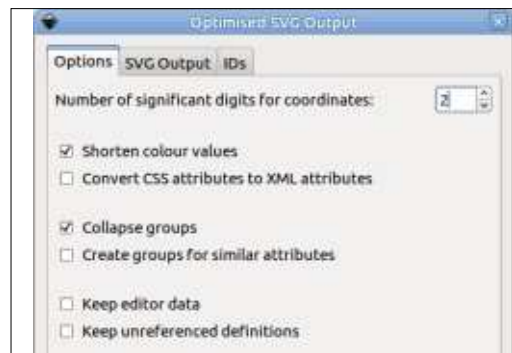 Optimised SVG Output
Options SVG Output IDs
Number of significant digits for coordinates: 2
Shorten colour values
Convert CSS attributes to XML attributes
Collapse groups
Create groups for similar attributes
Keep editor data
Keep unreferenced definitions